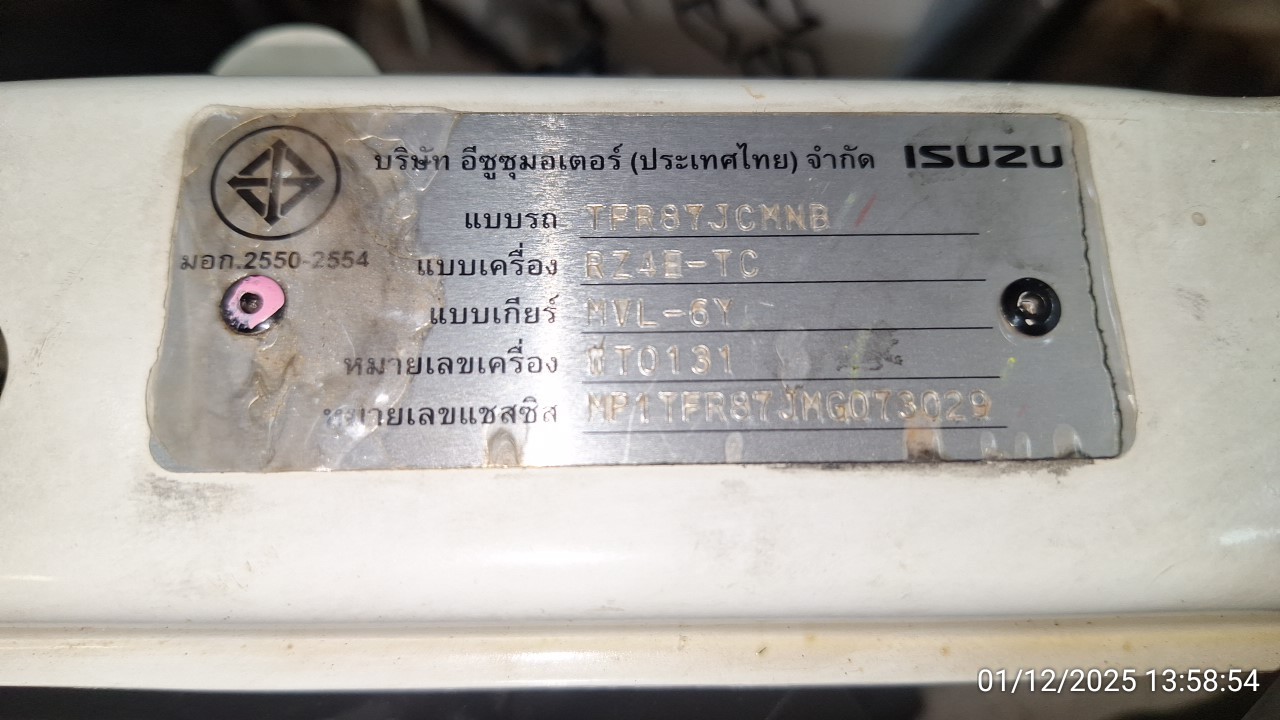 บริษัท อีซูซุมอเตอร์ (ประเทศไทย) จำกัด ISUZU
แบบรถ TFR87JCMNB
มอก.2550-2554
แบบเครื่อง RZ4E-TC
แบบเกียร์ MVL-6Y
หมายเลขเครื่อง WT0131
หมายเลขแชสซิส MP1TFR87JMG073029
01/12/2025 13:58:54